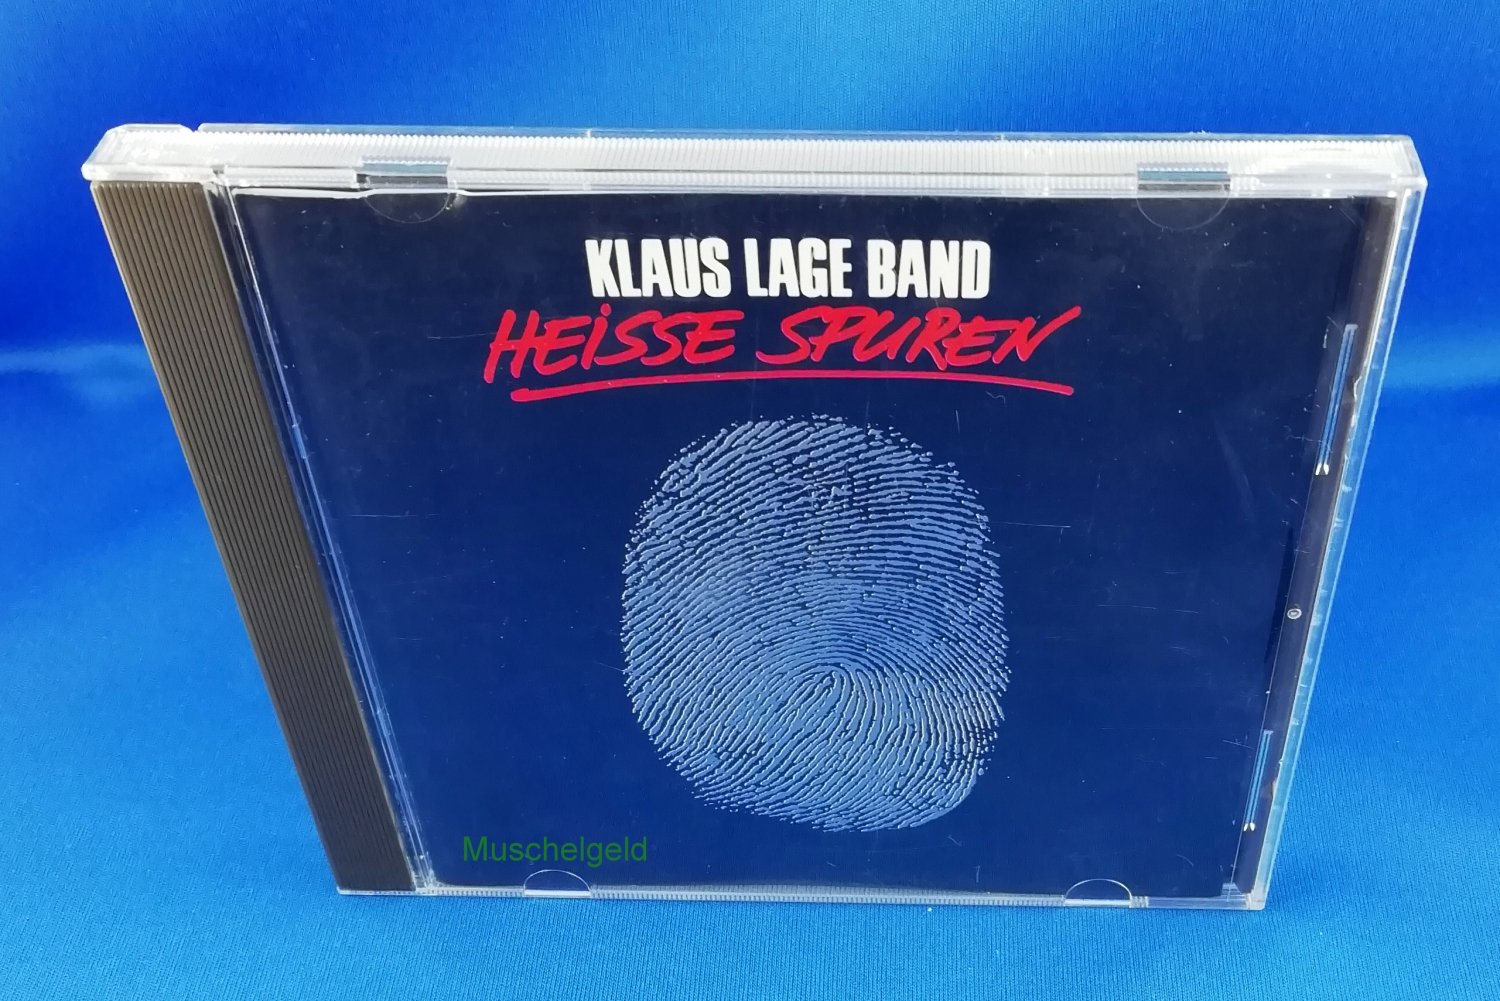 KLAUS LAGE BAND
HEISSE SPUREN
Muschelgeld